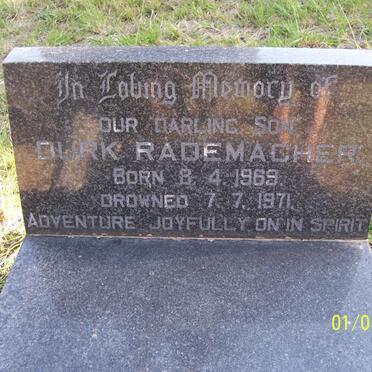 In Loving Memory of
OUR DARLING SON
DURK RADEMACHER
BORN 8. 4. 1969.
DROWNED 7. 7. 1971.
ADVENTURE JOYFULLY ON IN SPIRIT
01/0